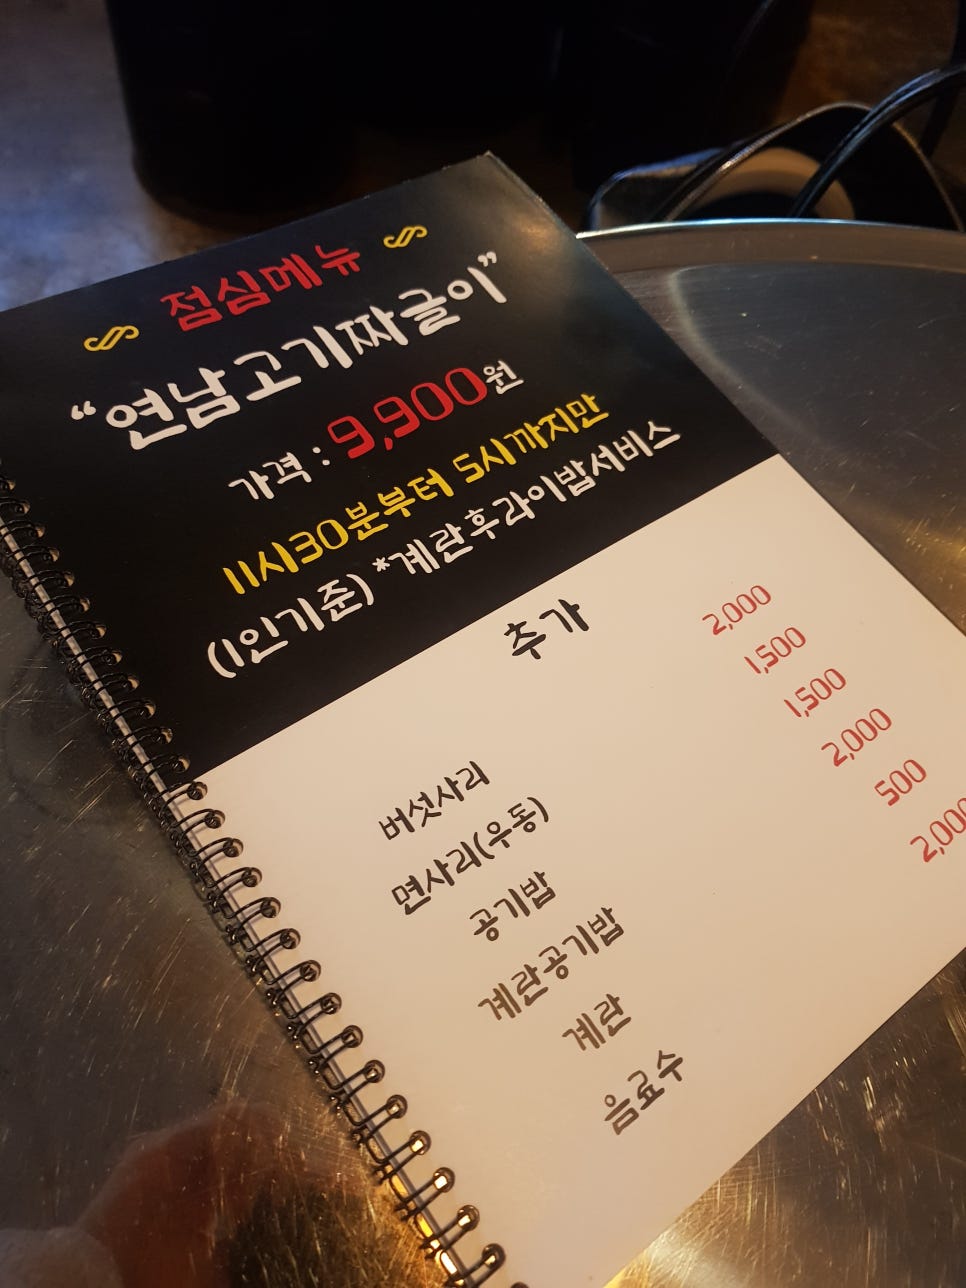 점심메뉴
"연남고기짜글이"
가격 : 9,900원
11시30분부터 5시까지만
(1인기준) *계란후라이밥서비스
추가
버섯사리 2,000
면사리(우동) 1,500
공기밥 1,500
계란공기밥 2,000
계란 500
음료수 2,000